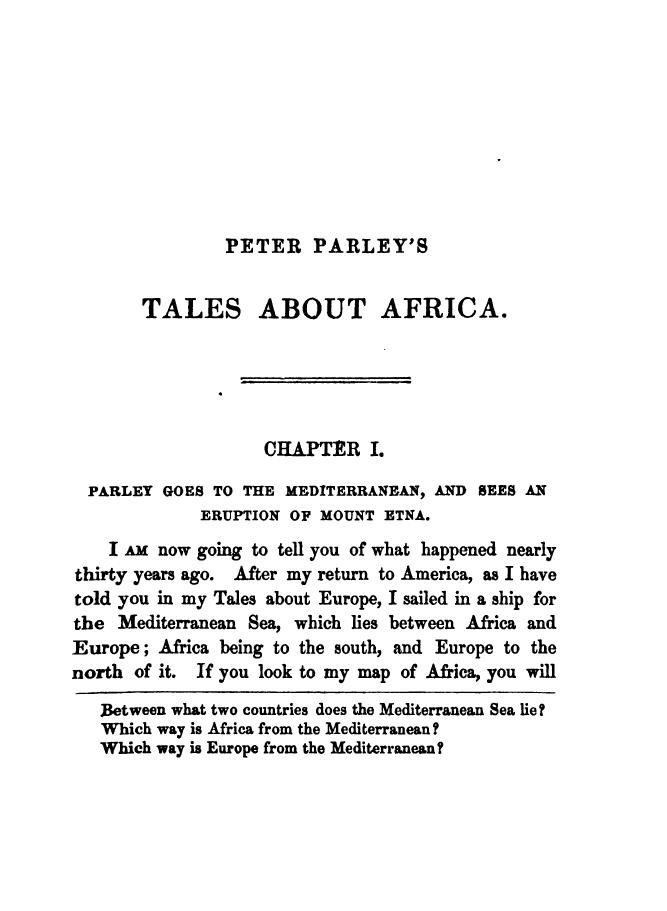 PETER PARLEY'S
TALES ABOUT AFRICA.
CHAPTER I.
PARLEY GOES TO THE MEDITERRANEAN, AND SEES AN
ERUPTION OF MOUNT ETNA.
I AM now going to tell you of what happened nearly
thirty years ago. After my return to America, as I have
told you in my Tales about Europe, I sailed in a ship for
the Mediterranean Sea, which lies between Africa and
Europe; Africa being to the south, and Europe to the
north of it. If you look to my map of Africa, you will
Between what two countries does the Mediterranean Sea lie?
Which way is Africa from the Mediterranean?
Which way is Europe from the Mediterranean?